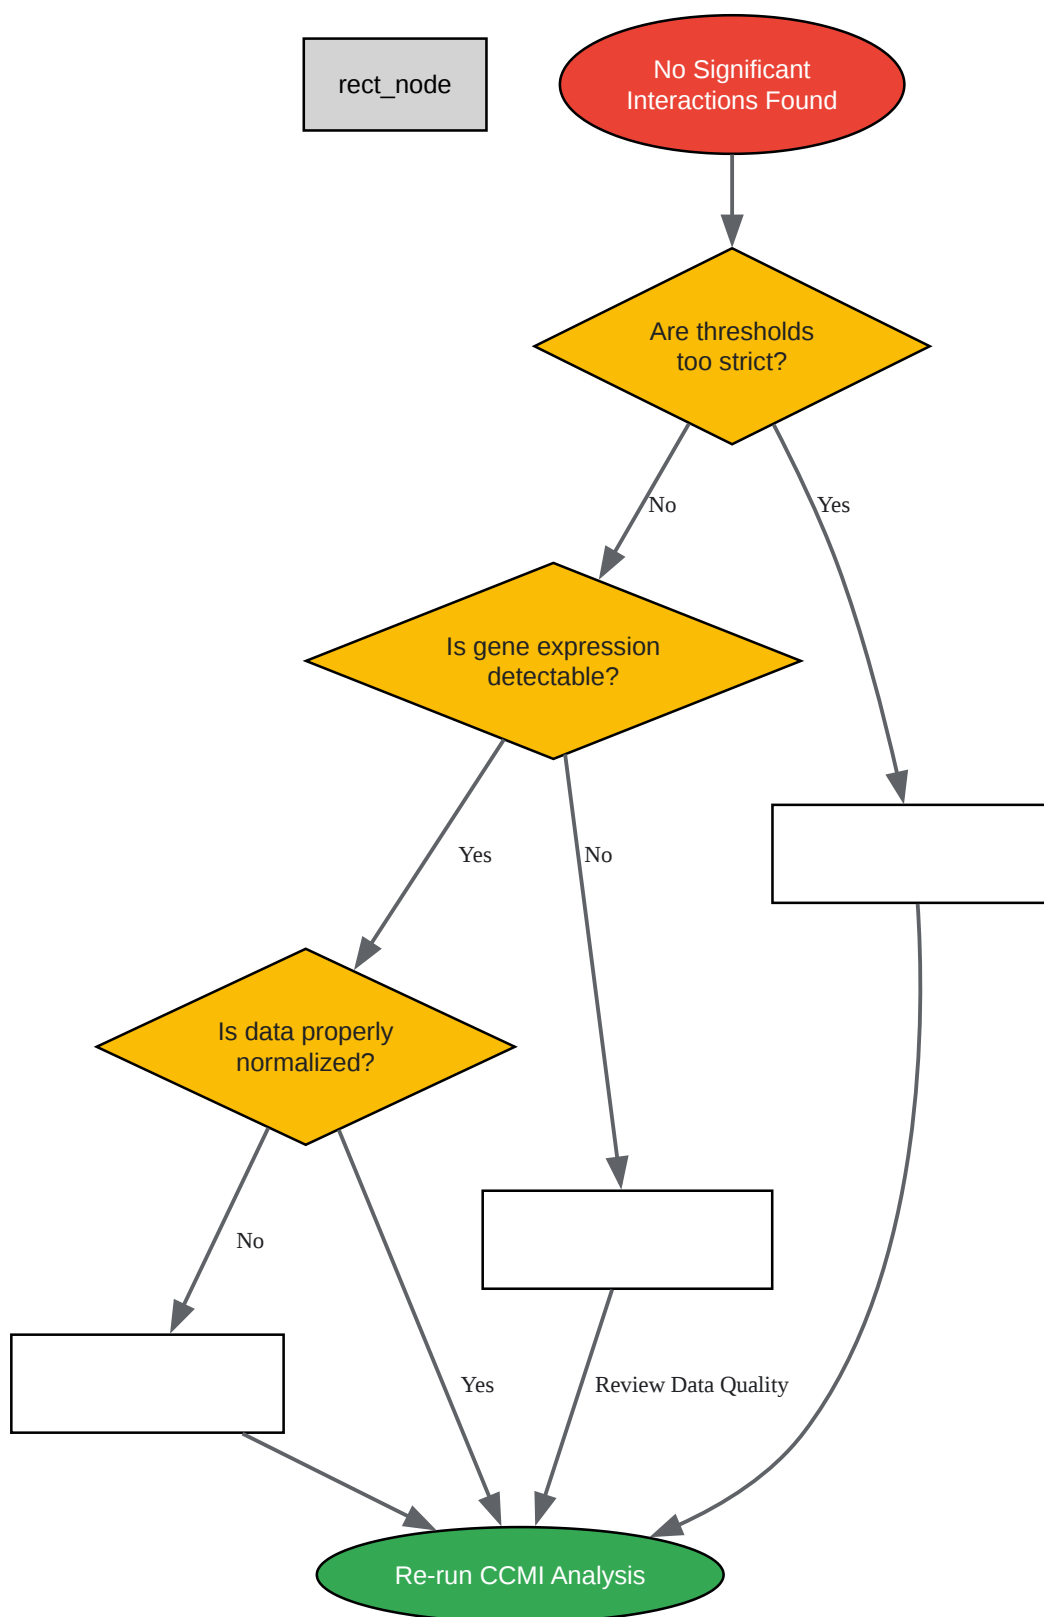 rect_node
No Significant
Interactions Found
Are thresholds
too strict?
No
Yes
Is gene expression
detectable?
Yes
No
Is data properly
normalized?
No
Yes
Review Data Quality
Re-run CCMI Analysis